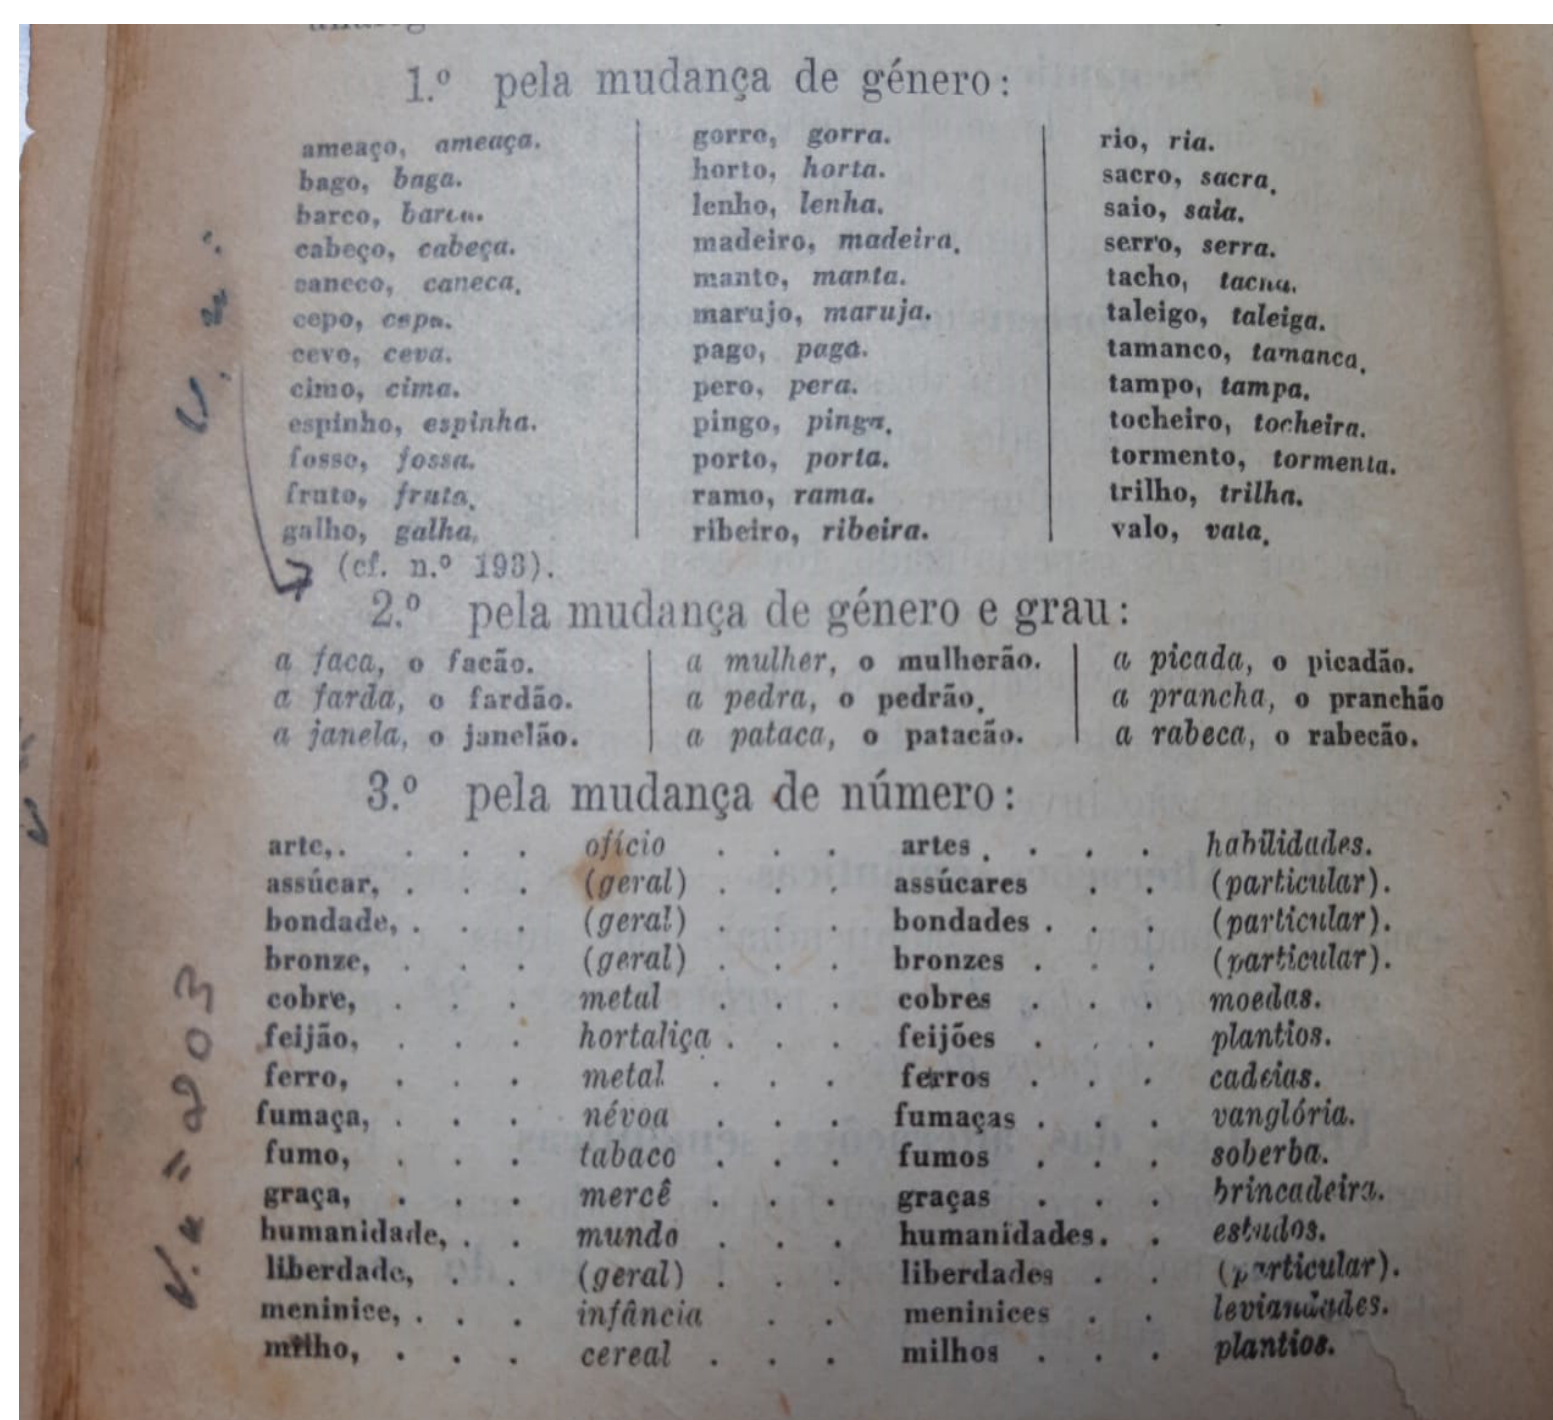 1.º pela mudança de género:
ameaço, ameaça.
bago, baga.
barco, barca.
cabeço, cabeça.
caneco, caneca.
cepo, cepa.
cevo, ceva.
cimo, cima.
espinho, espinha.
fosso, fossa.
fruto, fruta.
galho, galha.
(cf. n.º 193).
gorro, gorra.
horto, horta.
lenho, lenha.
madeiro, madeira.
manto, manta.
marujo, maruja.
pago, paga.
pero, pera.
pingo, pinga.
porto, porta.
ramo, rama.
ribeiro, ribeira.
rio, ria.
sacro, sacra.
saio, saia.
serro, serra.
tacho, tacha.
taleigo, taleiga.
tamanco, tamanca.
tampo, tampa.
tocheiro, tocheira.
tormento, tormenta.
trilho, trilha.
valo, vala.
2.º pela mudança de género e grau:
a faca, o facão.
a farda, o fardão.
a janela, o janelão.
a mulher, o mulherão.
a pedra, o pedrão.
a pataca, o patacão.
a picada, o picadão.
a prancha, o pranchão
a rabeca, o rabecão.
3.º pela mudança de número:
arte, . . . . ofício . . . artes . . . . habilidades.
assúcar, . . . (geral) . . . assúcares . . (particular).
bondade, . . . (geral) . . . bondades . . . (particular).
bronze, . . . (geral) . . . bronzes . . . (particular).
cobre, . . . metal . . . cobres . . . moedas.
feijão, . . . hortaliça . . . feijões . . . plantios.
ferro, . . . metal . . . ferros . . . cadeias.
fumaça, . . . névoa . . . fumaças . . . vanglória.
fumo, . . . tabaco . . . fumos . . . soberba.
graça, . . . mercê . . . graças . . . brincadeira.
humanidade, . . mundo . . . humanidades. . estudos.
liberdade, . . (geral) . . . liberdades . . (particular).
meninice, . . . infância . . meninices . . leviandades.
milho, . . . cereal . . . milhos . . . plantios.